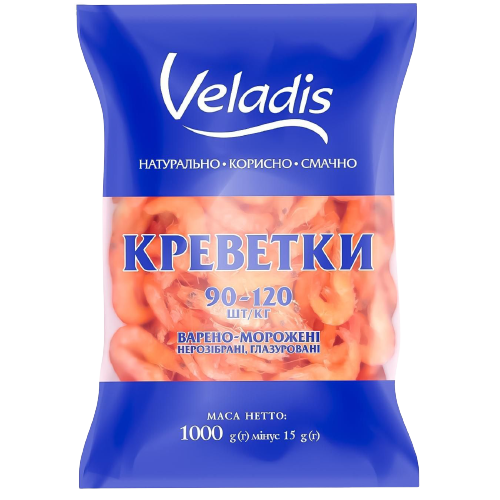 Veladis
НАТУРАЛЬНО • КОРИСНО • СМАЧНО
КРЕВЕТКИ
90-120
ШТ/КГ
ВАРЕНО-МОРОЖЕНІ
НЕРОЗІБРАНІ, ГЛАЗУРОВАНІ
МАСА НЕТТО:
1000 g (г) мінус 15 g (г)